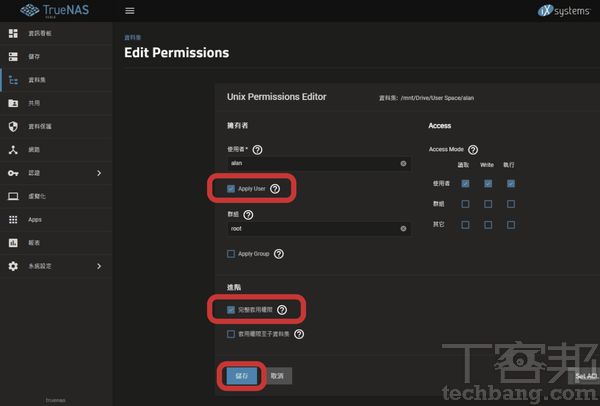 TrueNAS
SCALE
iX systems
資訊看板
儲存
資料集
共用
資料保護
網路
認證
虛擬化
Apps
報表
系統設定
truenas
資料集
Edit Permissions
Unix Permissions Editor
資料集: /mnt/Drive/User Space/alan
擁有者
使用者*
alan
Apply User
群組
root
Apply Group
Access
Access Mode
讀取 Write 執行
使用者
群組
其它
進階
完整套用權限
套用權限至子資料集
儲存 取消
Set ACL
T客邦
techbang.com